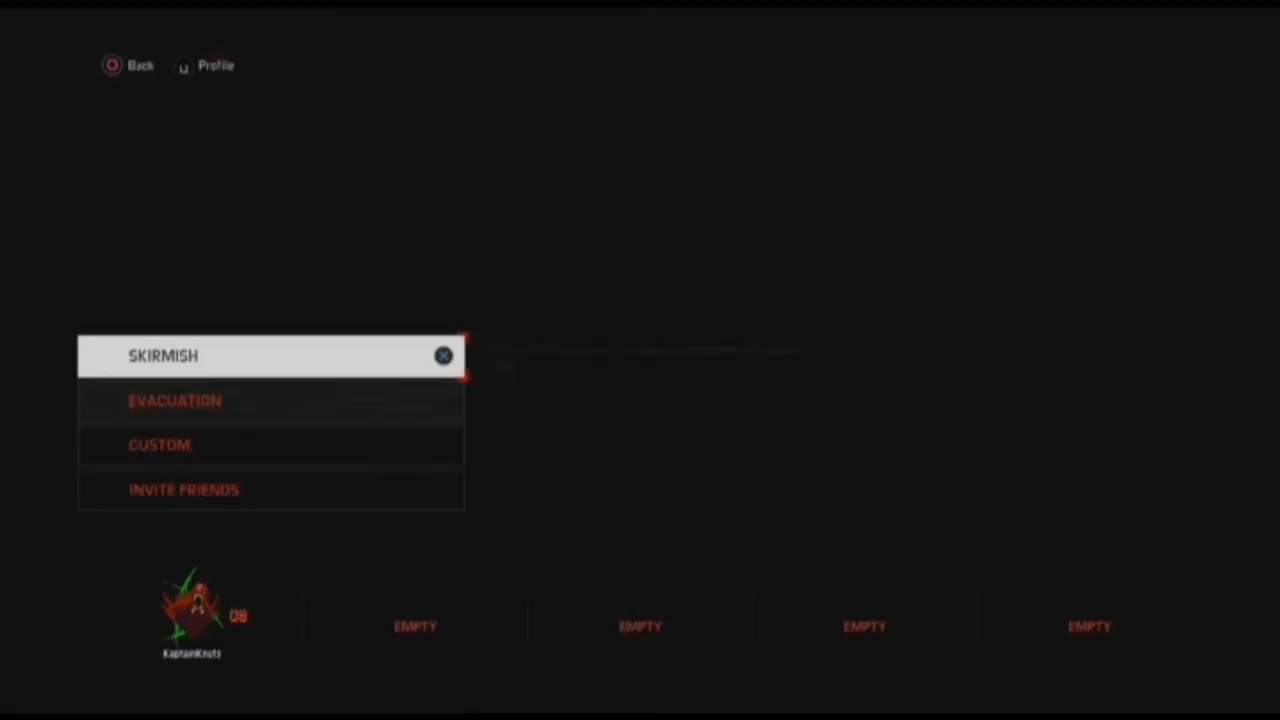 Back Profile
SKIRMISH
EVACUATION
CUSTOM
INVITE FRIENDS
08
EMPTY EMPTY EMPTY EMPTY
KaptainKnuts